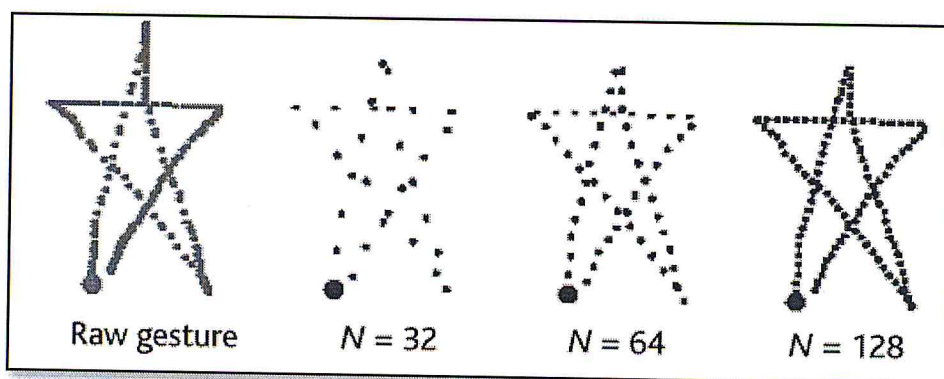 Raw gesture
N = 32
N = 64
N = 128